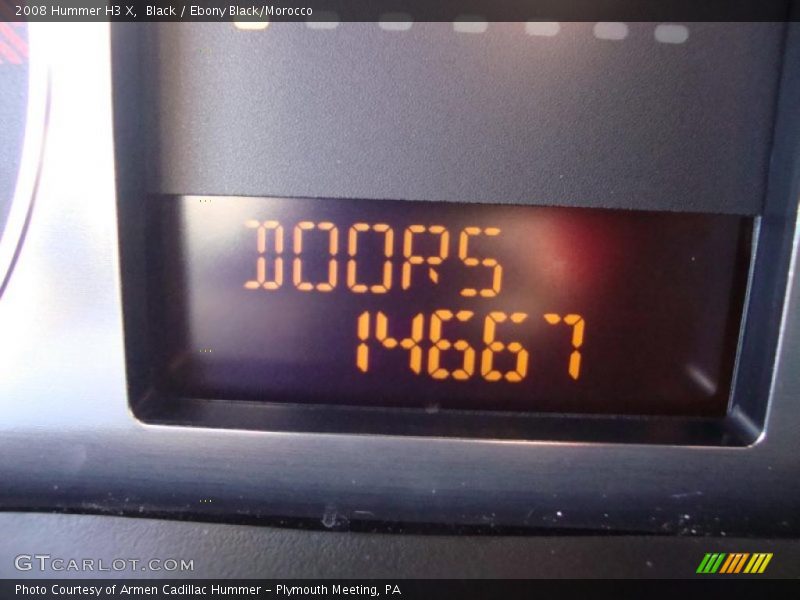 2008 Hummer H3 X, Black / Ebony Black/Morocco
DOORS
14667
GTCARLOT.COM
Photo Courtesy of Armen Cadillac Hummer - Plymouth Meeting, PA